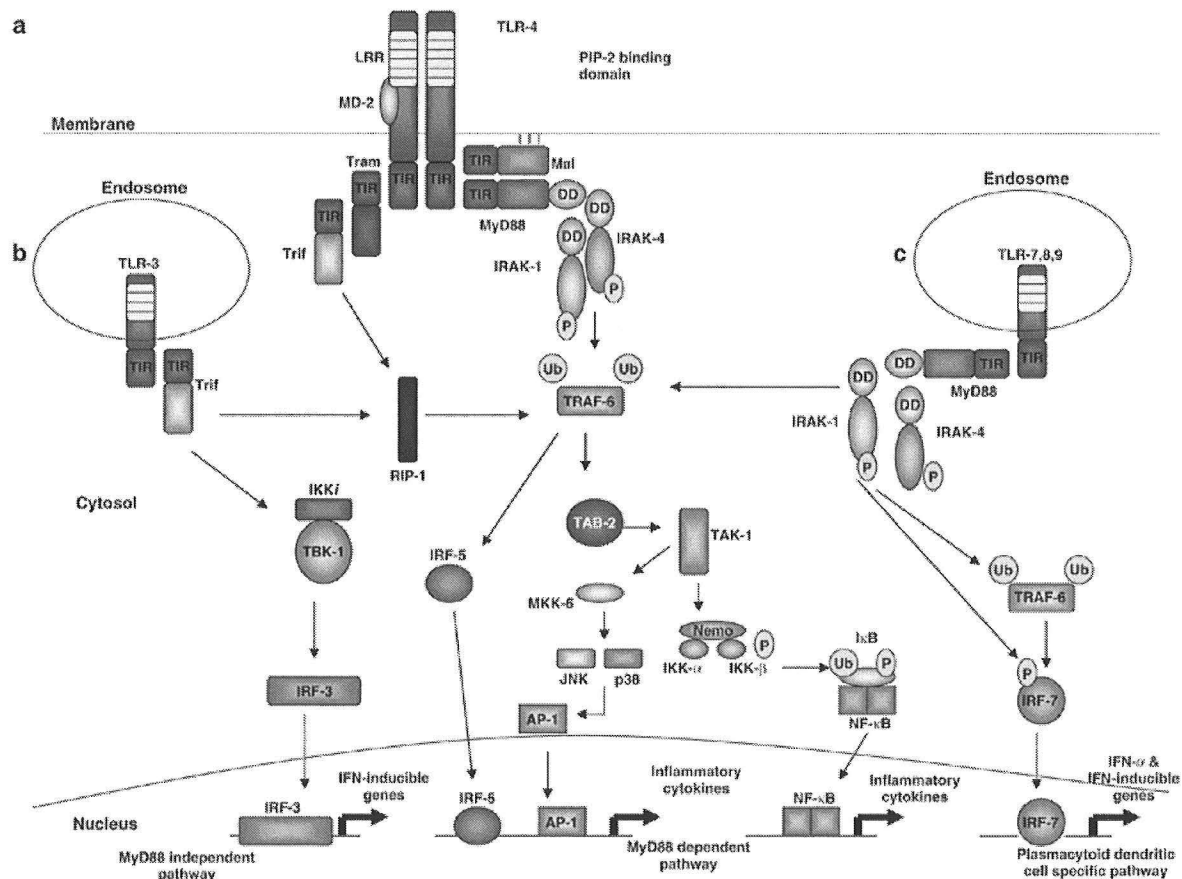 a
TLR-4
LRR
PIP-2 binding
domain
MD-2
Membrane
Tram
TIR
TIR
TIR
TIR
Mal
Endosome
TIR
TIR
DD
DD
MyD88
Trif
DD
IRAK-4
IRAK-1
P
P
Endosome
b
TLR-3
c
TLR-7,8,9
TIR
TIR
Trif
Ub
Ub
TRAF-6
RIP-1
DD
DD
TIR
TIR
MyD88
DD
IRAK-1
IRAK-4
P
P
Cytosol
IKKi
TBK-1
TAB-2
TAK-1
IRF-5
MKK-6
Nemo
P
IKK-α
IKK-β
IκB
Ub
P
NF-κB
Ub
Ub
TRAF-6
P
IRF-7
JNK
p38
IRF-3
AP-1
IFN-inducible
genes
Inflammatory
cytokines
Inflammatory
cytokines
IFN-α &
IFN-inducible
genes
Nucleus
IRF-3
IRF-5
AP-1
NF-κB
IRF-7
MyD88 independent
pathway
MyD88 dependent
pathway
Plasmacytoid dendritic
cell specific pathway